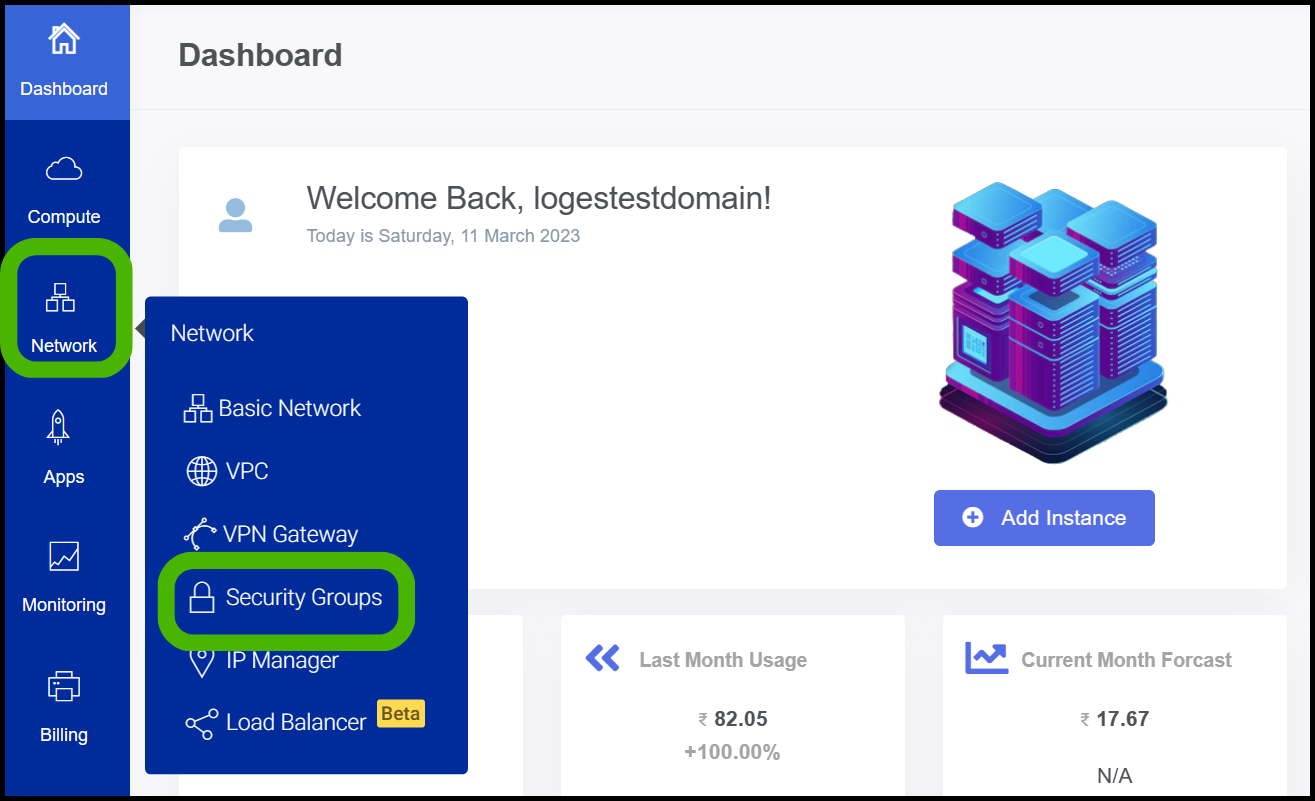 Dashboard
Compute
Network
Apps
Monitoring
Billing
Dashboard
Welcome Back, logestestdomain!
Today is Saturday, 11 March 2023
Network
Basic Network
VPC
VPN Gateway
Security Groups
IP Manager
Load Balancer Beta
Add Instance
Last Month Usage
₹ 82.05
+100.00%
Current Month Forcast
₹ 17.67
N/A